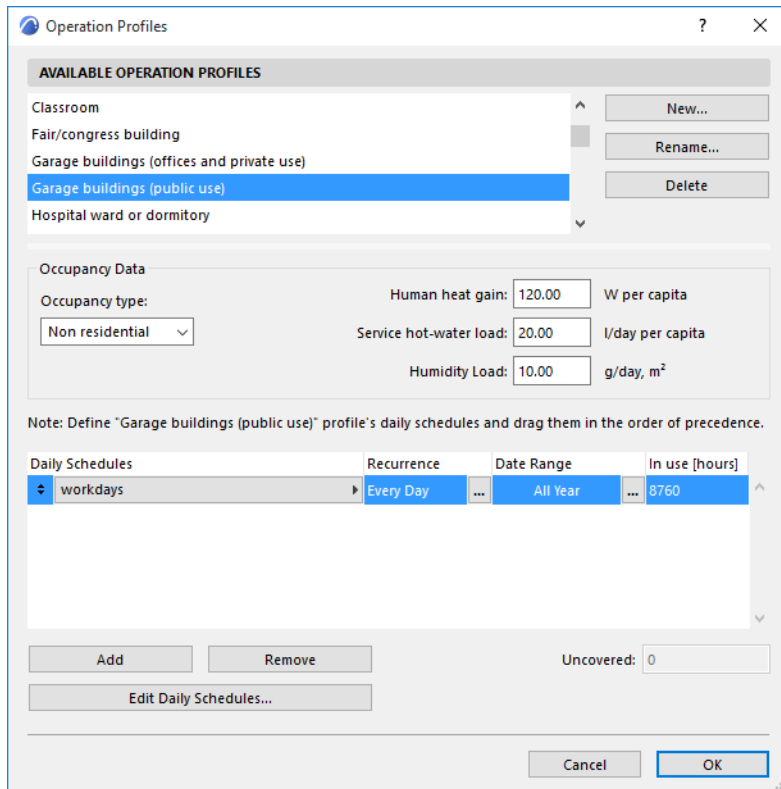 Operation Profiles
?
AVAILABLE OPERATION PROFILES
Classroom
Fair/congress building
Garage buildings (offices and private use)
Garage buildings (public use)
Hospital ward or dormitory
New...
Rename...
Delete
Occupancy Data
Occupancy type:
Non residential
Human heat gain: 120.00 W per capita
Service hot-water load: 20.00 l/day per capita
Humidity Load: 10.00 g/day, m²
Note: Define "Garage buildings (public use)" profile's daily schedules and drag them in the order of precedence.
Daily Schedules Recurrence Date Range In use [hours]
workdays Every Day ... All Year ... 8760
Add Remove Uncovered: 0
Edit Daily Schedules...
Cancel OK